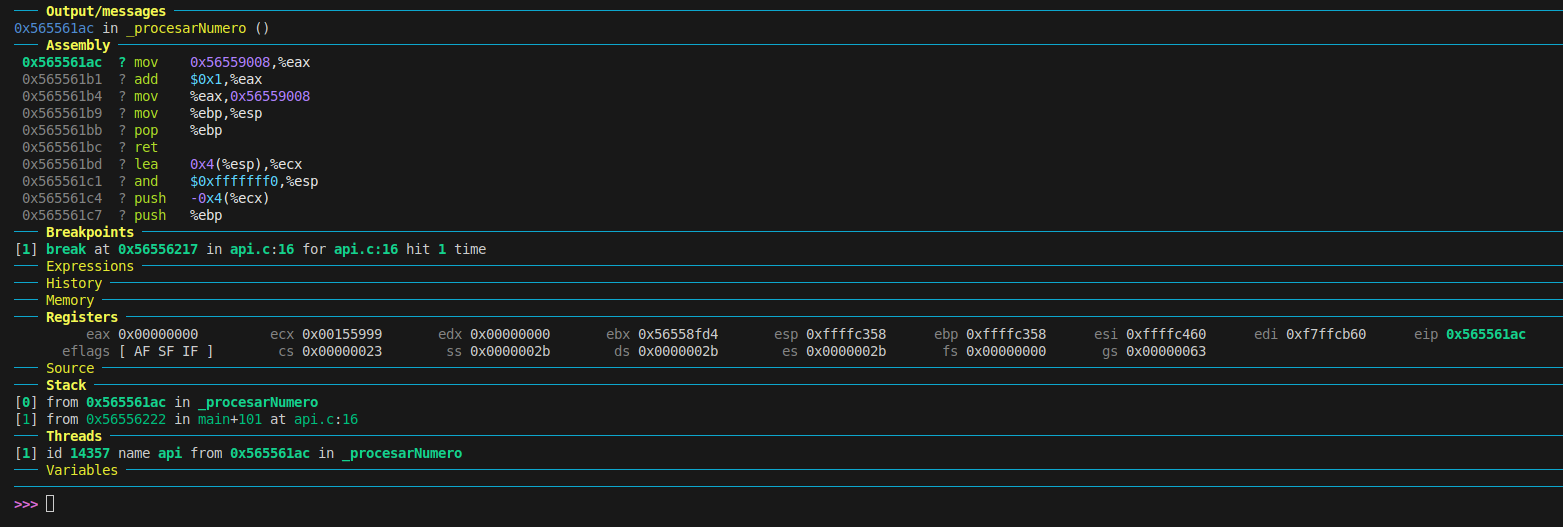 Output/messages
0x565561ac in _procesarNumero ()
Assembly
0x565561ac ? mov 0x56559008,%eax
0x565561b1 ? add $0x1,%eax
0x565561b4 ? mov %eax,0x56559008
0x565561b9 ? mov %ebp,%esp
0x565561bb ? pop %ebp
0x565561bc ? ret
0x565561bd ? lea 0x4(%esp),%ecx
0x565561c1 ? and $0xfffffff0,%esp
0x565561c4 ? push -0x4(%ecx)
0x565561c7 ? push %ebp
Breakpoints
[1] break at 0x56556217 in api.c:16 for api.c:16 hit 1 time
Expressions
History
Memory
Registers
eax 0x00000000 ecx 0x00155999 edx 0x00000000 ebx 0x56558fd4 esp 0xffffc358 ebp 0xffffc358 esi 0xffffc460 edi 0xf7ffcb60 eip 0x565561ac
eflags [ AF SF IF ] cs 0x00000023 ss 0x0000002b ds 0x0000002b es 0x0000002b fs 0x00000000 gs 0x00000063
Source
Stack
[0] from 0x565561ac in _procesarNumero
[1] from 0x56556222 in main+101 at api.c:16
Threads
[1] id 14357 name api from 0x565561ac in _procesarNumero
Variables
>>>